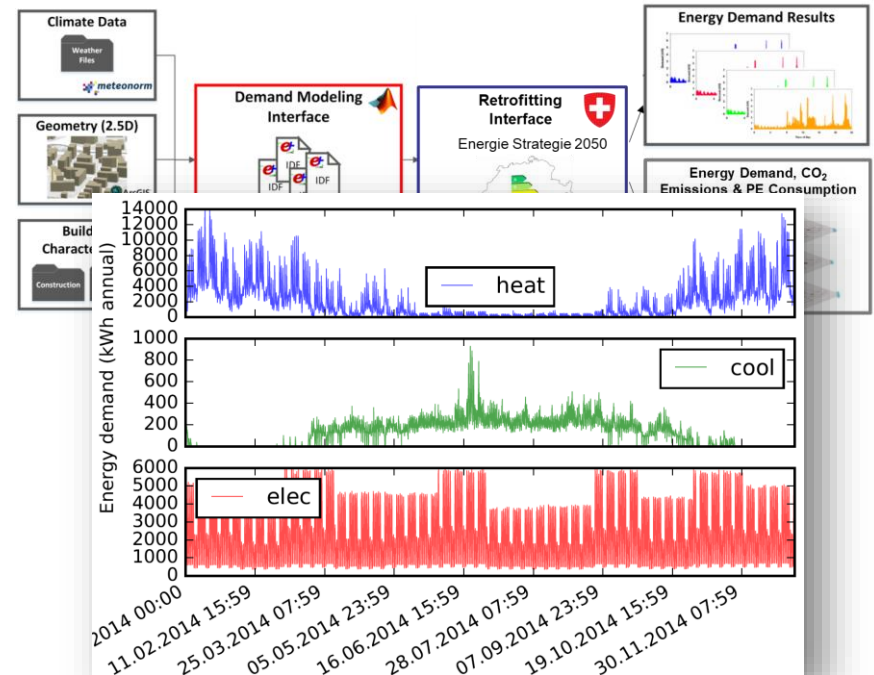 Climate Data
Weather
Files
meteonorm
Geometry (2.5D)
ArcGIS
Build
Character
Construction
Demand Modeling
Interface
IDF
IDF
IDF
IDF
Retrofitting
Interface
Energie Strategie 2050
Energy Demand Results
Energy Demand, CO2
Emissions & PE Consumption
Energy demand (kWh annual)
14000
12000
10000
8000
6000
4000
2000
0
heat
1000
800
600
400
200
0
cool
6000
5000
4000
3000
2000
1000
0
elec
2014 00:00
11.02.2014 15:59
25.03.2014 07:59
05.05.2014 23:59
16.06.2014 15:59
28.07.2014 07:59
07.09.2014 23:59
19.10.2014 15:59
30.11.2014 07:59